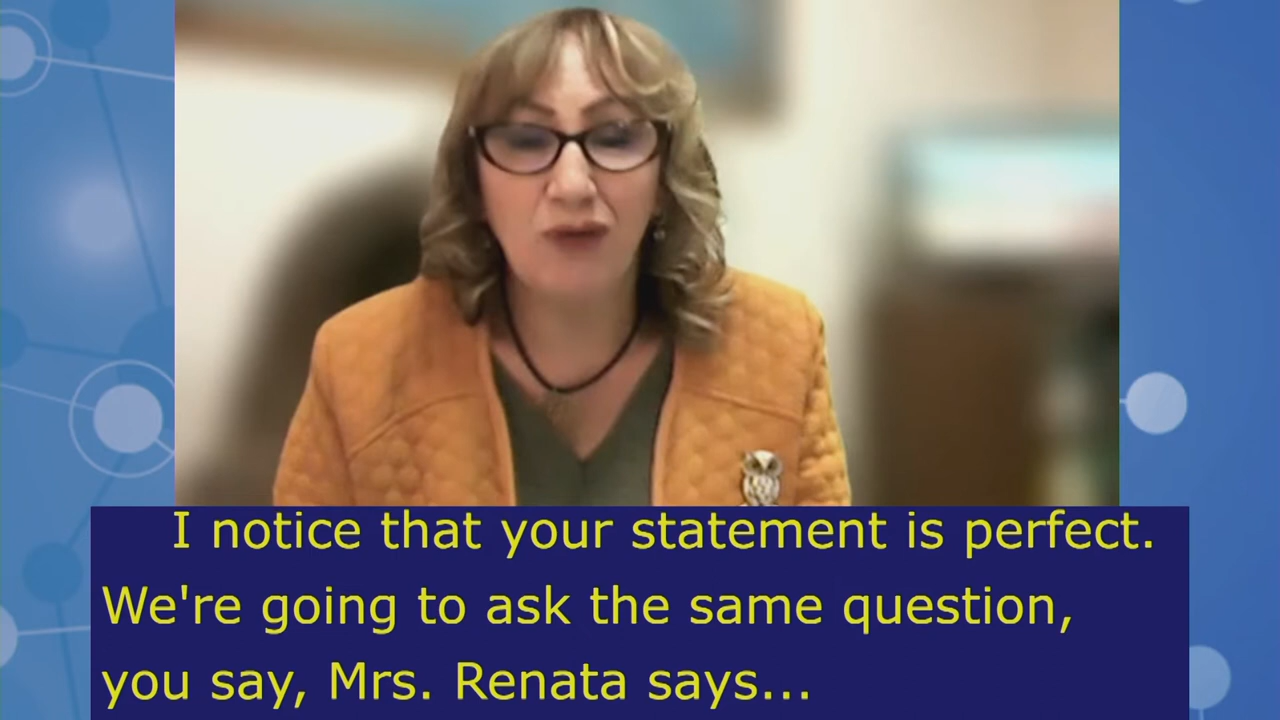 I notice that your statement is perfect.
We're going to ask the same question,
you say, Mrs. Renata says...